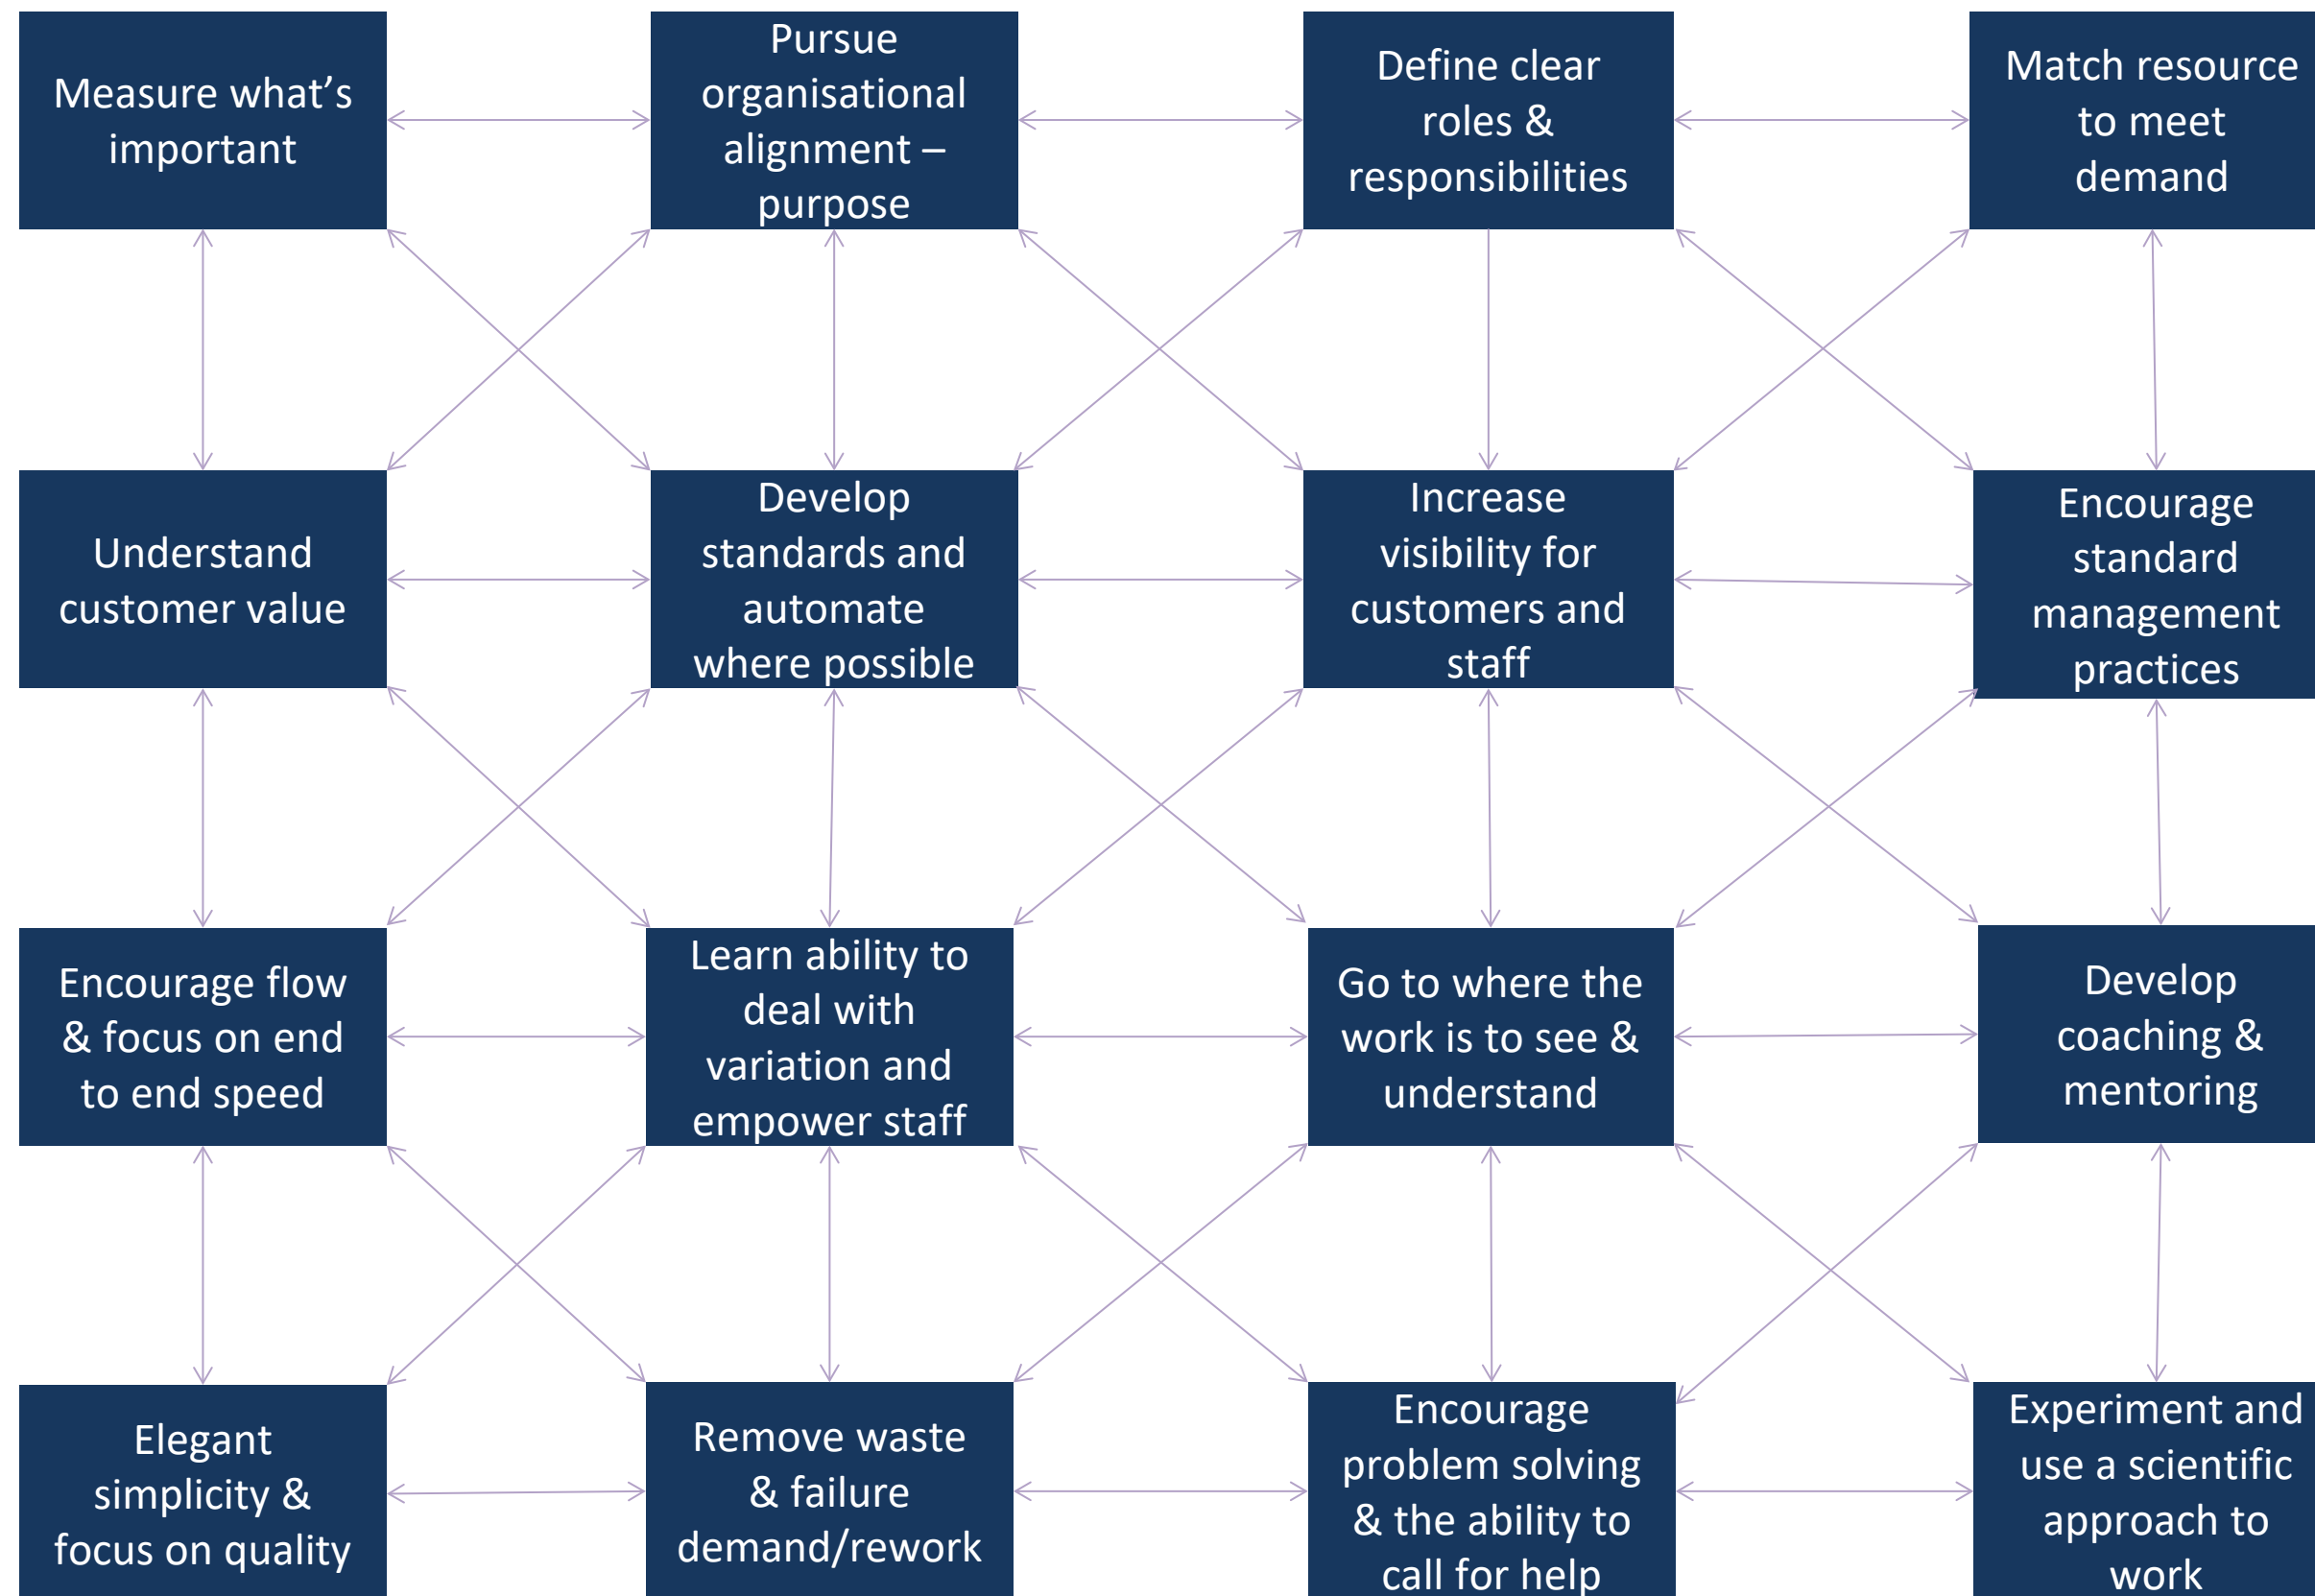 Measure what's
important
Pursue
organisational
alignment –
purpose
Define clear
roles &
responsibilities
Match resource
to meet
demand
Understand
customer value
Develop
standards and
automate
where possible
Increase
visibility for
customers and
staff
Encourage
standard
management
practices
Encourage flow
& focus on end
to end speed
Learn ability to
deal with
variation and
empower staff
Go to where the
work is to see &
understand
Develop
coaching &
mentoring
Elegant
simplicity &
focus on quality
Remove waste
& failure
demand/rework
Encourage
problem solving
& the ability to
call for help
Experiment and
use a scientific
approach to
work